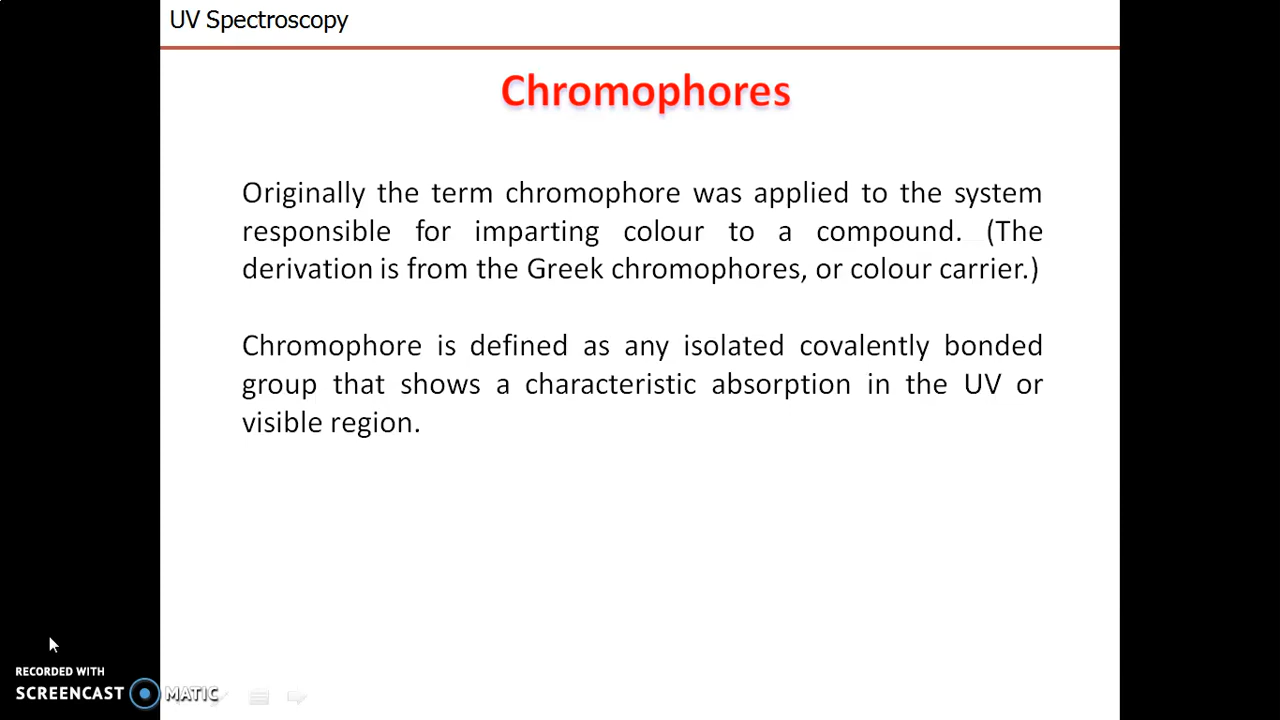 UV Spectroscopy
Chromophores
Originally the term chromophore was applied to the system
responsible for imparting colour to a compound. (The
derivation is from the Greek chromophores, or colour carrier.)
Chromophore is defined as any isolated covalently bonded
group that shows a characteristic absorption in the UV or
visible region.
RECORDED WITH
SCREENCAST MATIC